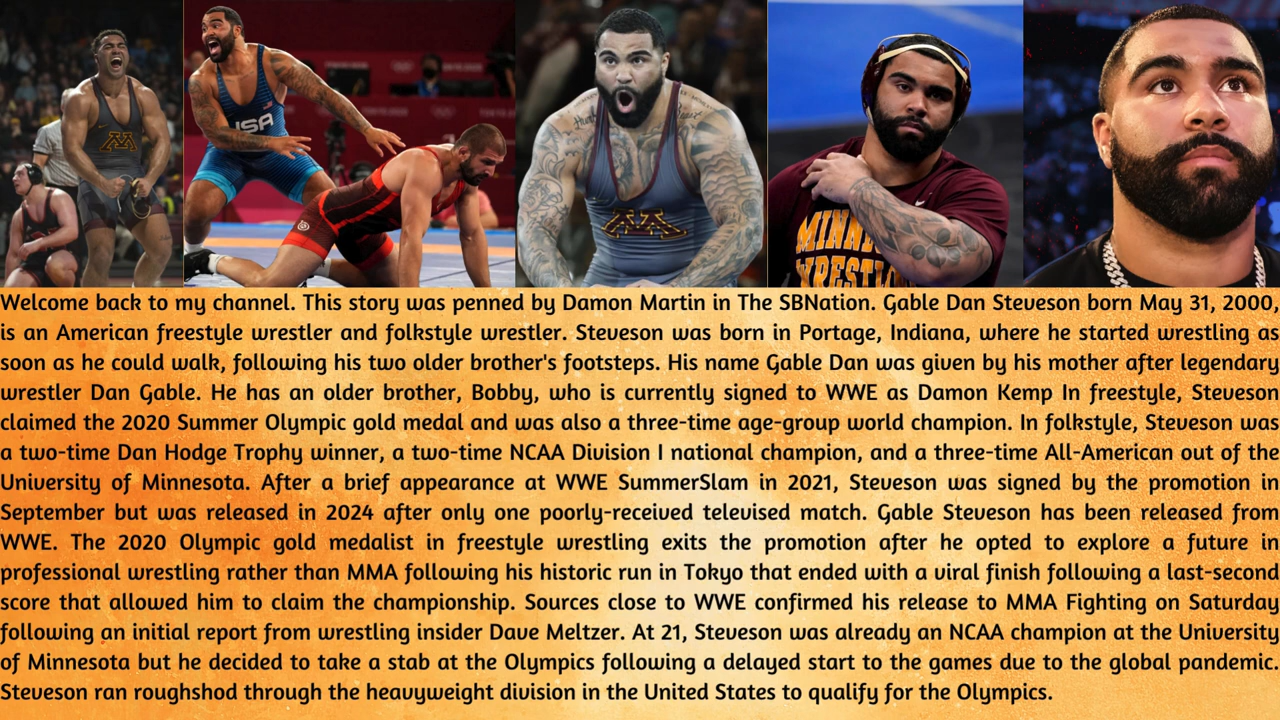 USA
MINNE
WRESTL
Welcome back to my channel. This story was penned by Damon Martin in The SBNation. Gable Dan Steveson born May 31, 2000,
is an American freestyle wrestler and folkstyle wrestler. Steveson was born in Portage, Indiana, where he started wrestling as
soon as he could walk, following his two older brother's footsteps. His name Gable Dan was given by his mother after legendary
wrestler Dan Gable. He has an older brother, Bobby, who is currently signed to WWE as Damon Kemp In freestyle, Steveson
claimed the 2020 Summer Olympic gold medal and was also a three-time age-group world champion. In folkstyle, Steveson was
a two-time Dan Hodge Trophy winner, a two-time NCAA Division I national champion, and a three-time All-American out of the
University of Minnesota. After a brief appearance at WWE SummerSlam in 2021, Steveson was signed by the promotion in
September but was released in 2024 after only one poorly-received televised match. Gable Steveson has been released from
WWE. The 2020 Olympic gold medalist in freestyle wrestling exits the promotion after he opted to explore a future in
professional wrestling rather than MMA following his historic run in Tokyo that ended with a viral finish following a last-second
score that allowed him to claim the championship. Sources close to WWE confirmed his release to MMA Fighting on Saturday
following an initial report from wrestling insider Dave Meltzer. At 21, Steveson was already an NCAA champion at the University
of Minnesota but he decided to take a stab at the Olympics following a delayed start to the games due to the global pandemic.
Steveson ran roughshod through the heavyweight division in the United States to qualify for the Olympics.